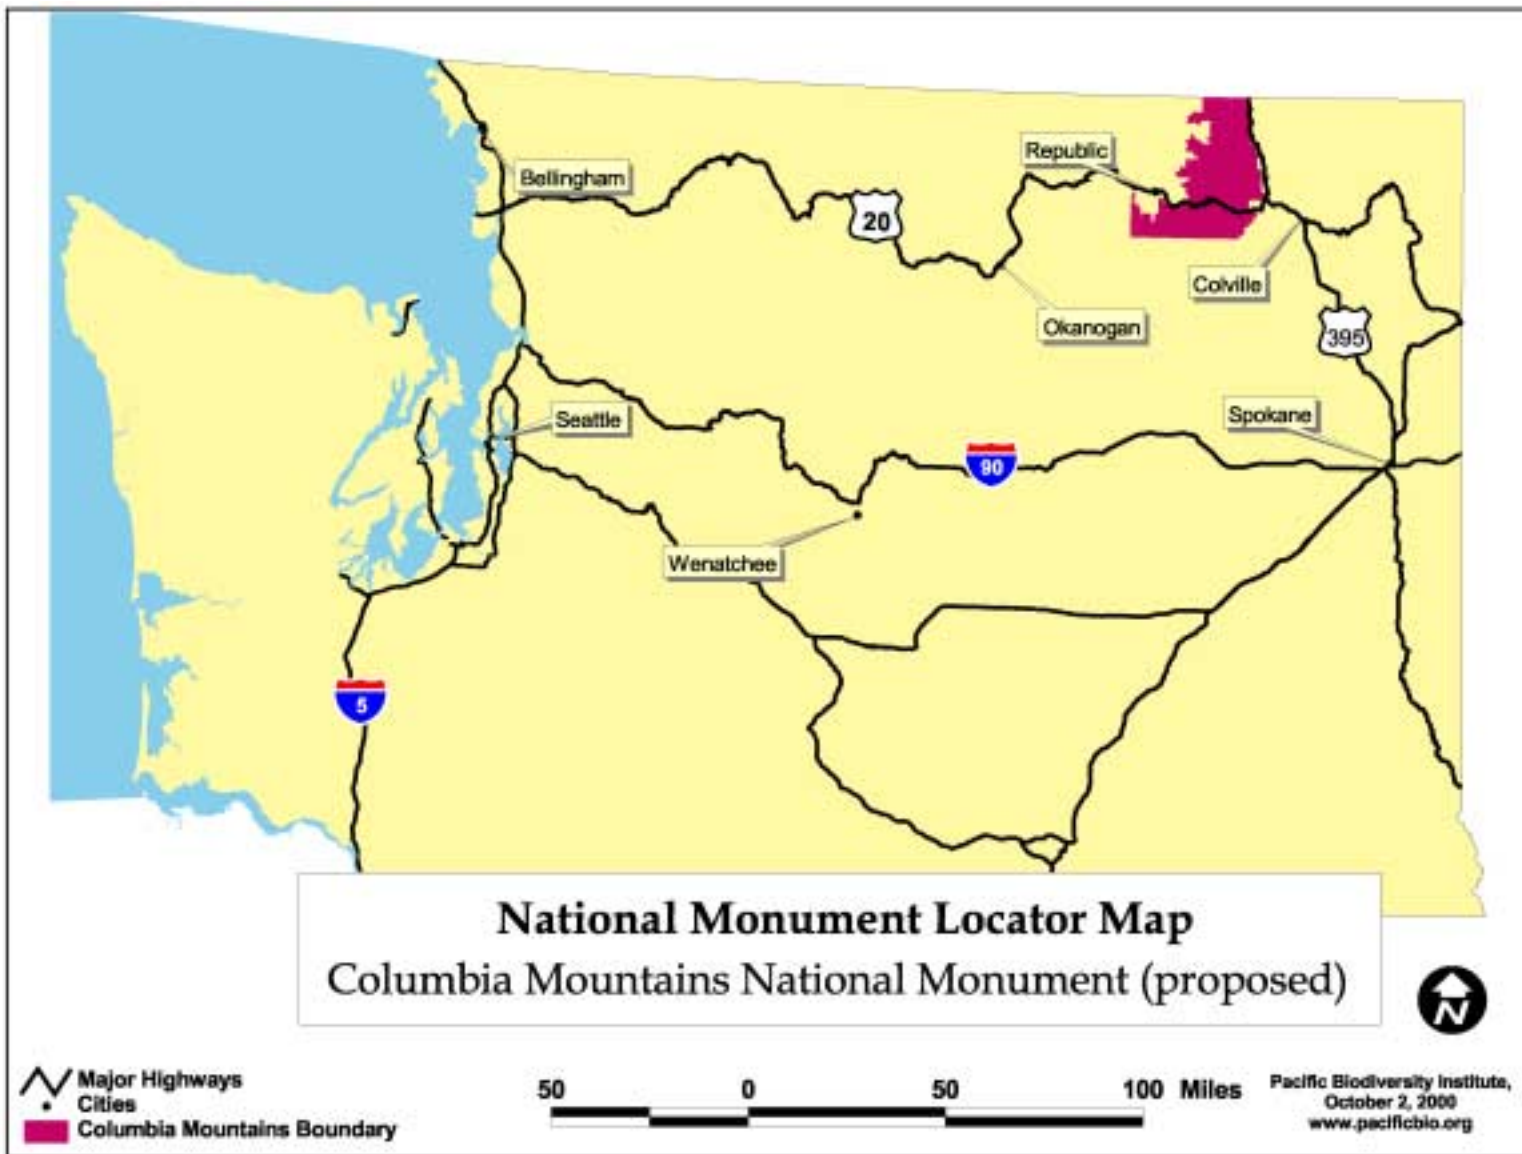 Bellingham
Republic
20
Colville
Okanogan
395
Seattle
Spokane
90
Wenatchee
5
National Monument Locator Map
Columbia Mountains National Monument (proposed)
N
Major Highways
Cities
Columbia Mountains Boundary
50 0 50 100 Miles
Pacific Biodiversity Institute,
October 2, 2000
www.pacificbio.org